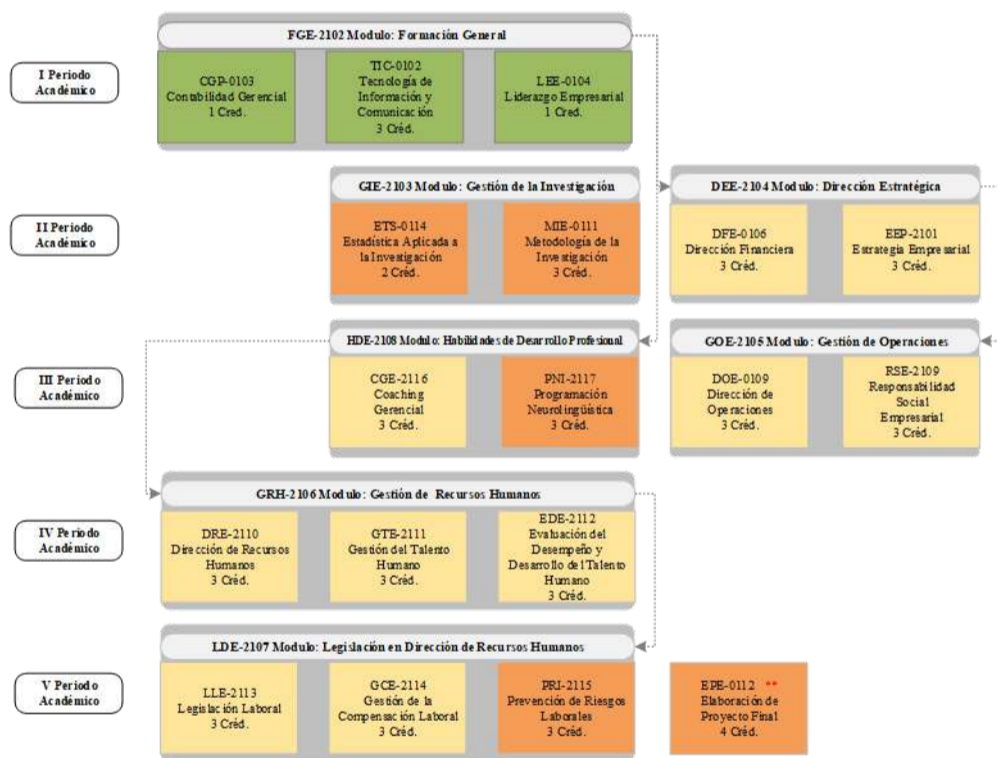 FGE-2102 Modulo: Formación General
I Periodo
Académico
CGP-0103
Contabilidad Gerencial
1 Cred.
TIC-0102
Tecnología de
Información y
Comunicación
3 Créd.
LEE-0104
Liderazgo Empresarial
1 Cred.
II Periodo
Académico
GIE-2103 Modulo: Gestión de la Investigación
ETS-0114
Estadística Aplicada a
la Investigación
2 Créd.
MIE-0111
Metodología de la
Investigación
3 Créd.
DEE-2104 Modulo: Dirección Estratégica
DFE-0106
Dirección Financiera
3 Créd.
EEP-2101
Estrategia Empresarial
3 Créd.
III Periodo
Académico
HDE-2108 Modulo: Habilidades de Desarrollo Profesional
CGE-2116
Coaching
Gerencial
3 Créd.
PNI-2117
Programación
Neurolingüística
3 Créd.
GOE-2105 Modulo: Gestión de Operaciones
DOE-0109
Dirección de
Operaciones
3 Créd.
RSE-2109
Responsabilidad
Social
Empresarial
3 Créd.
IV Periodo
Académico
GRH-2106 Modulo: Gestión de Recursos Humanos
DRE-2110
Dirección de Recursos
Humanos
3 Créd.
GTE-2111
Gestión del Talento
Humano
3 Créd.
EDE-2112
Evaluación del
Desempeño y
Desarrollo del Talento
Humano
3 Créd.
V Periodo
Académico
LDE-2107 Modulo: Legislación en Dirección de Recursos Humanos
LLE-2113
Legislación Laboral
3 Créd.
GCE-2114
Gestión de la
Compensación Laboral
3 Créd.
PRI-2115
Prevención de Riesgos
Laborales
3 Créd.
EPE-0112 **
Elaboración de
Proyecto Final
4 Créd.